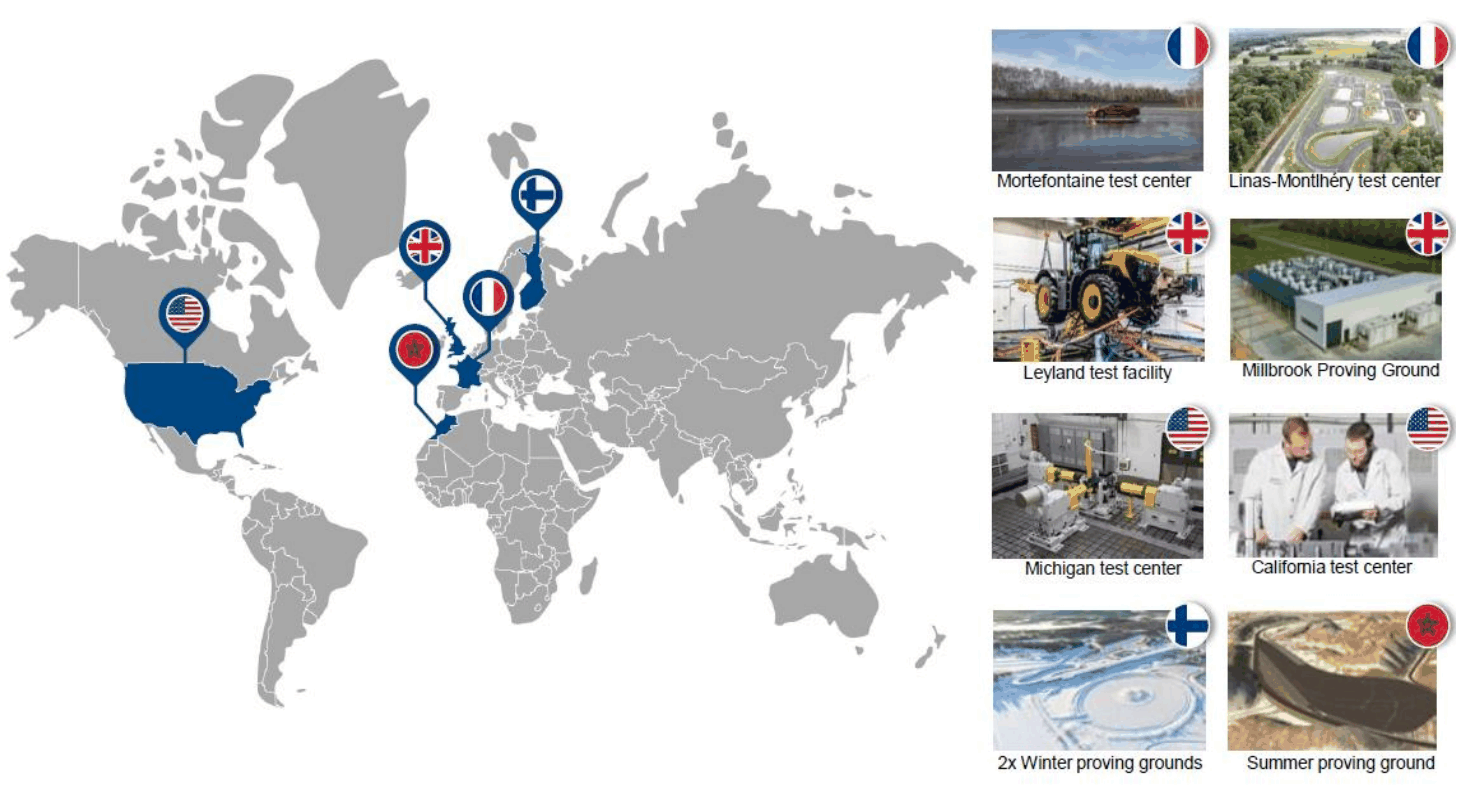 Mortefontaine test center
Linas-Montlhéry test center
Leyland test facility
Millbrook Proving Ground
Michigan test center
California test center
2x Winter proving grounds
Summer proving ground